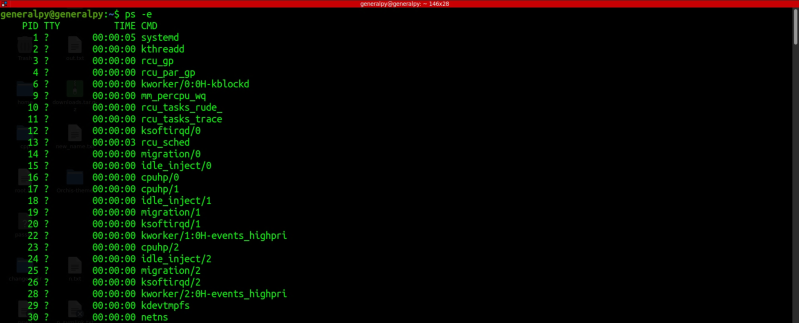 generalpy@generalpy: ~ 146x28
generalpy@generalpy:~$ ps -e
PID TTY TIME CMD
1 ? 00:00:05 systemd
2 ? 00:00:00 kthreadd
3 ? 00:00:00 rcu_gp
4 ? 00:00:00 rcu_par_gp
6 ? 00:00:00 kworker/0:0H-kblockd
9 ? 00:00:00 mm_percpu_wq
10 ? 00:00:00 rcu_tasks_rude_
11 ? 00:00:00 rcu_tasks_trace
12 ? 00:00:00 ksoftirqd/0
13 ? 00:00:03 rcu_sched
14 ? 00:00:00 migration/0
15 ? 00:00:00 idle_inject/0
16 ? 00:00:00 cpuhp/0
17 ? 00:00:00 cpuhp/1
18 ? 00:00:00 idle_inject/1
19 ? 00:00:00 migration/1
20 ? 00:00:00 ksoftirqd/1
22 ? 00:00:00 kworker/1:0H-events_highpri
23 ? 00:00:00 cpuhp/2
24 ? 00:00:00 idle_inject/2
25 ? 00:00:00 migration/2
26 ? 00:00:00 ksoftirqd/2
28 ? 00:00:00 kworker/2:0H-events_highpri
29 ? 00:00:00 kdevtmpfs
30 ? 00:00:00 netns